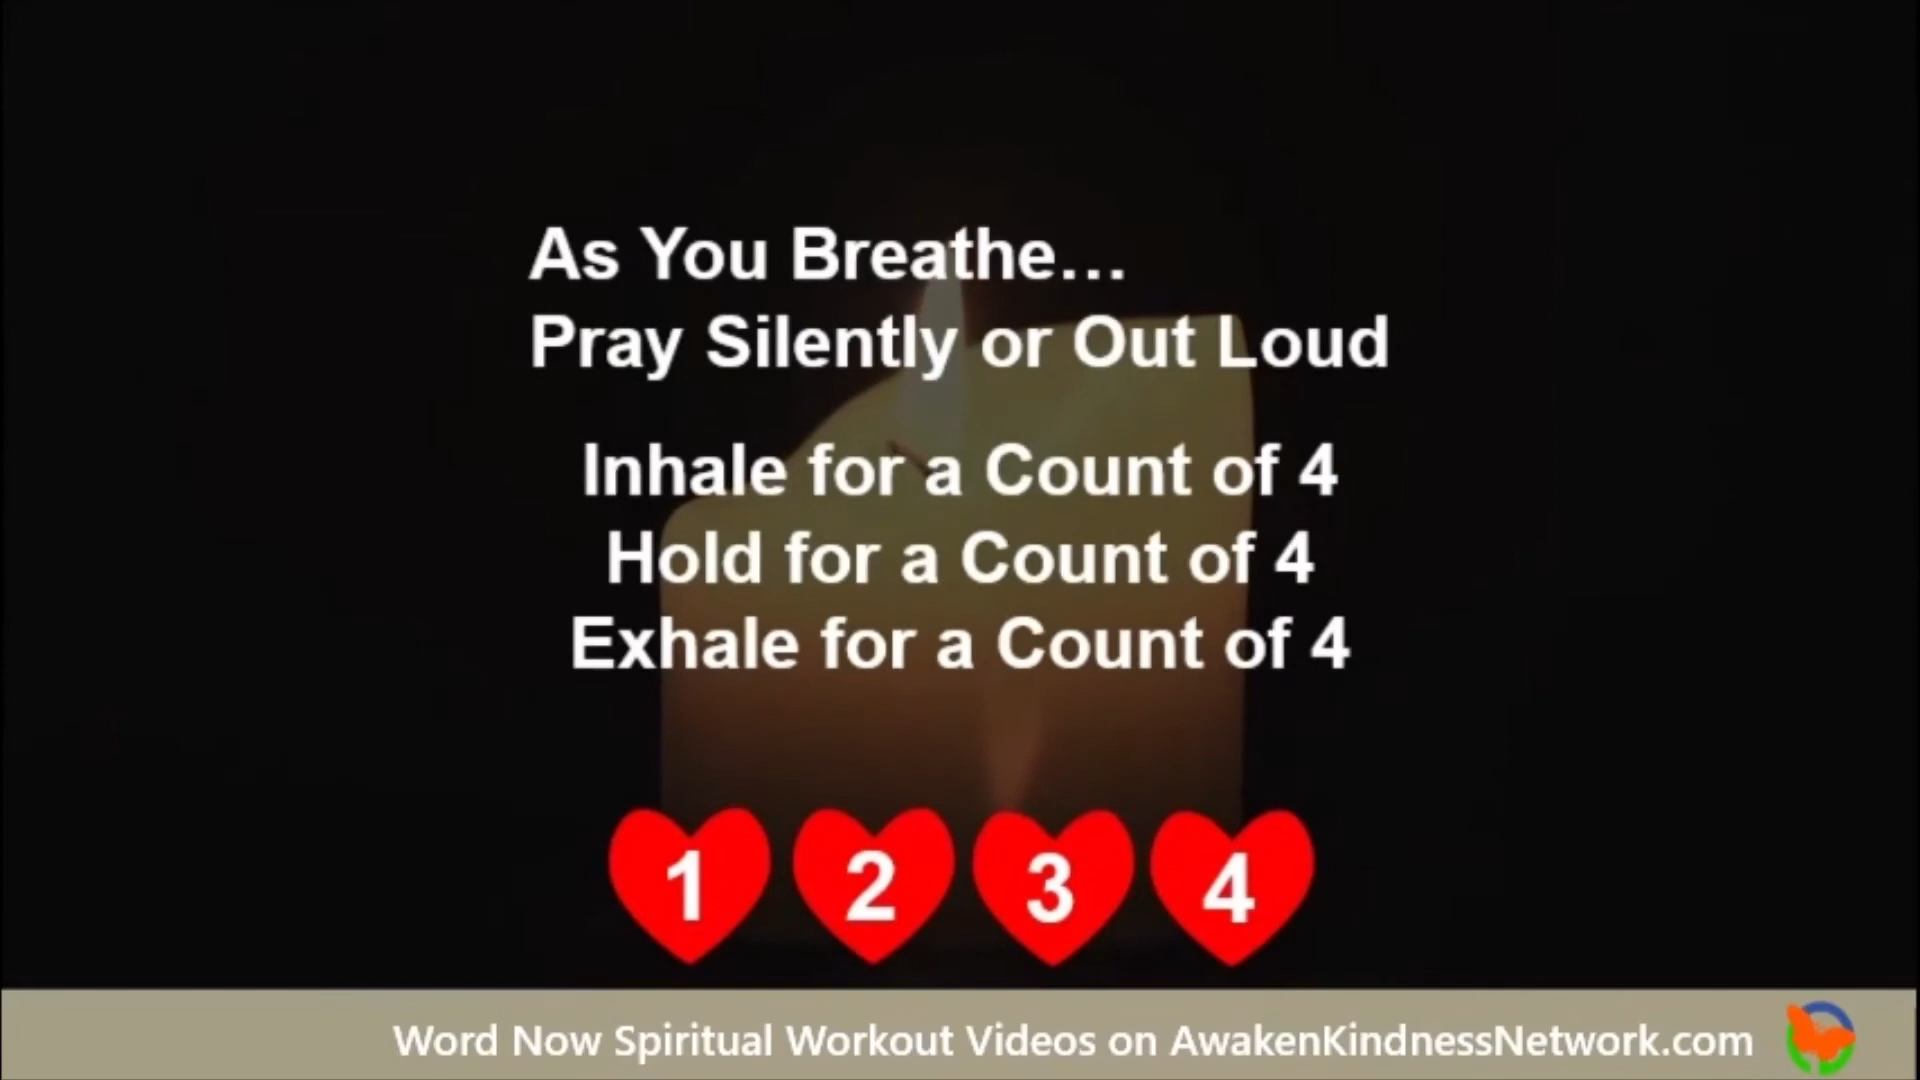 As You Breathe...
Pray Silently or Out Loud
Inhale for a Count of 4
Hold for a Count of 4
Exhale for a Count of 4
1 2 3 4
Word Now Spiritual Workout Videos on AwakenKindnessNetwork.com